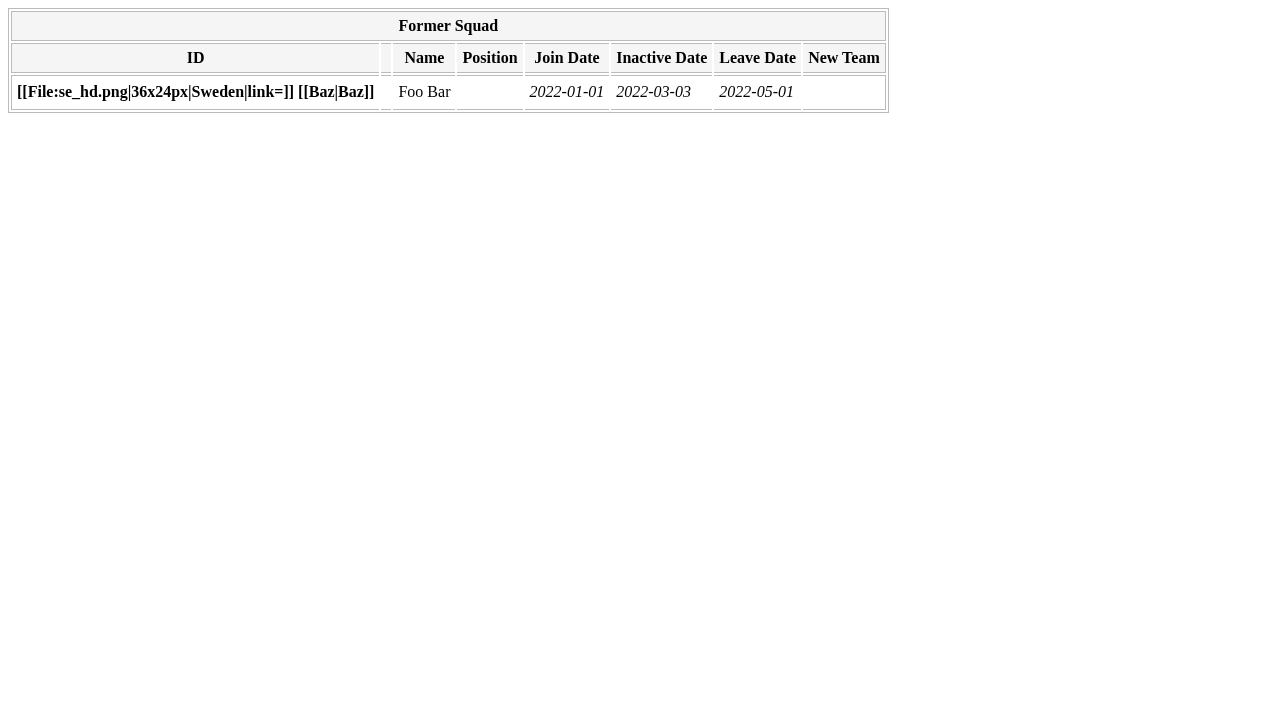 Former Squad
ID Name Position Join Date Inactive Date Leave Date New Team
[[File:se_hd.png|36x24px|Sweden|link=]] [[Baz|Baz]] Foo Bar 2022-01-01 2022-03-03 2022-05-01